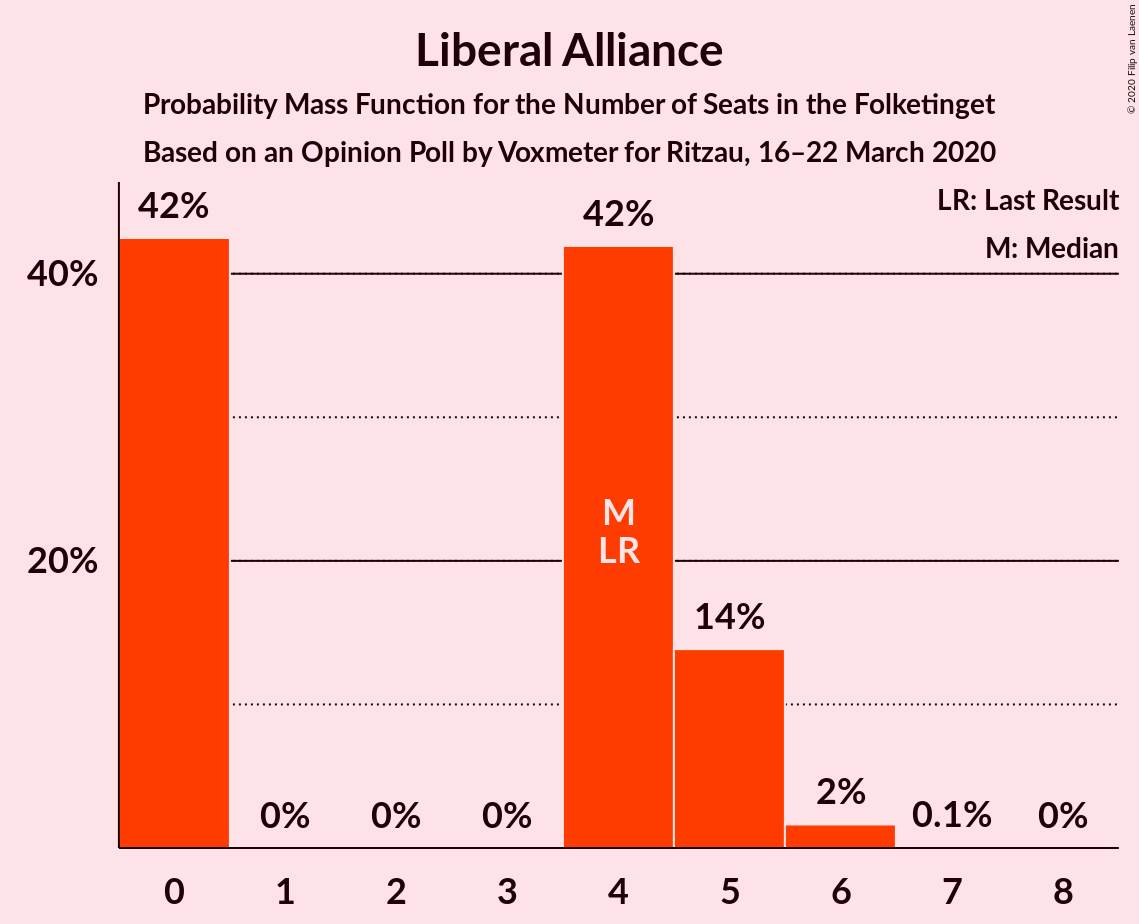 Liberal Alliance
Probability Mass Function for the Number of Seats in the Folketinget
Based on an Opinion Poll by Voxmeter for Ritzau, 16–22 March 2020
© 2020 Filip van Laenen
LR: Last Result
M: Median
42%
42%
40%
M
LR
20%
14%
2%
0%
0%
0%
0.1%
0%
0
1
2
3
4
5
6
7
8